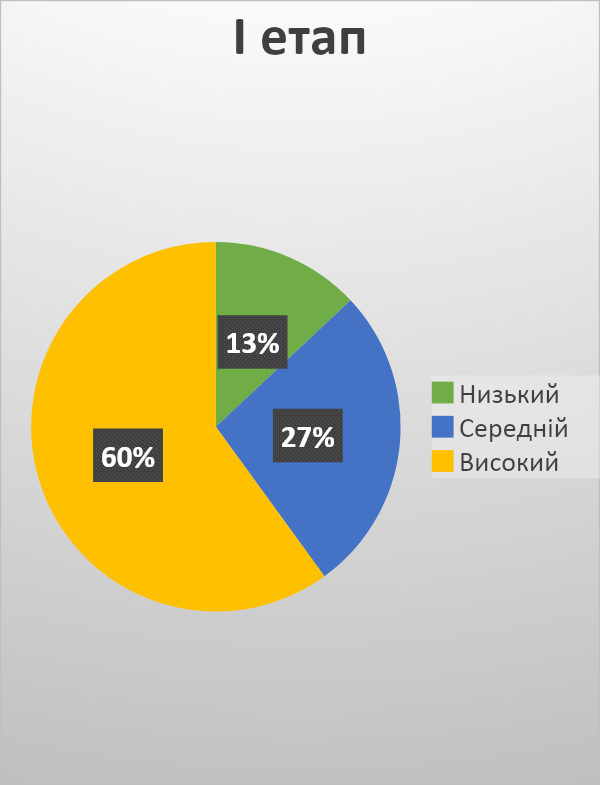 І етап
13%
27%
60%
Низький
Середній
Високий